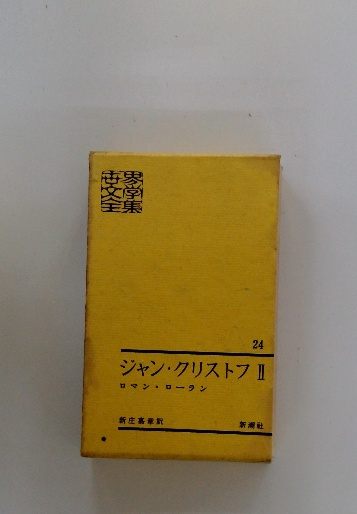 世界
文学
全集
24
ジャン・クリストフ II
ロマン・ローラン
新庄嘉章訳
新潮社